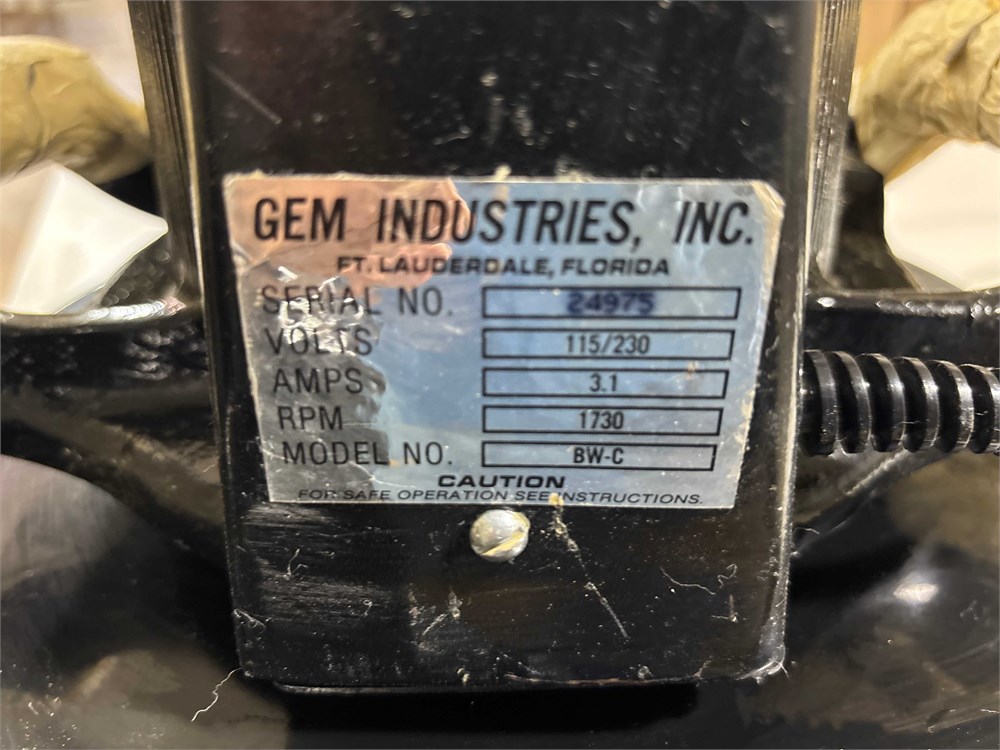 GEM INDUSTRIES, INC.
FT. LAUDERDALE, FLORIDA
SERIAL NO. 24975
VOLTS 115/230
AMPS 3.1
RPM 1730
MODEL NO. BW-C
CAUTION
FOR SAFE OPERATION SEE INSTRUCTIONS.